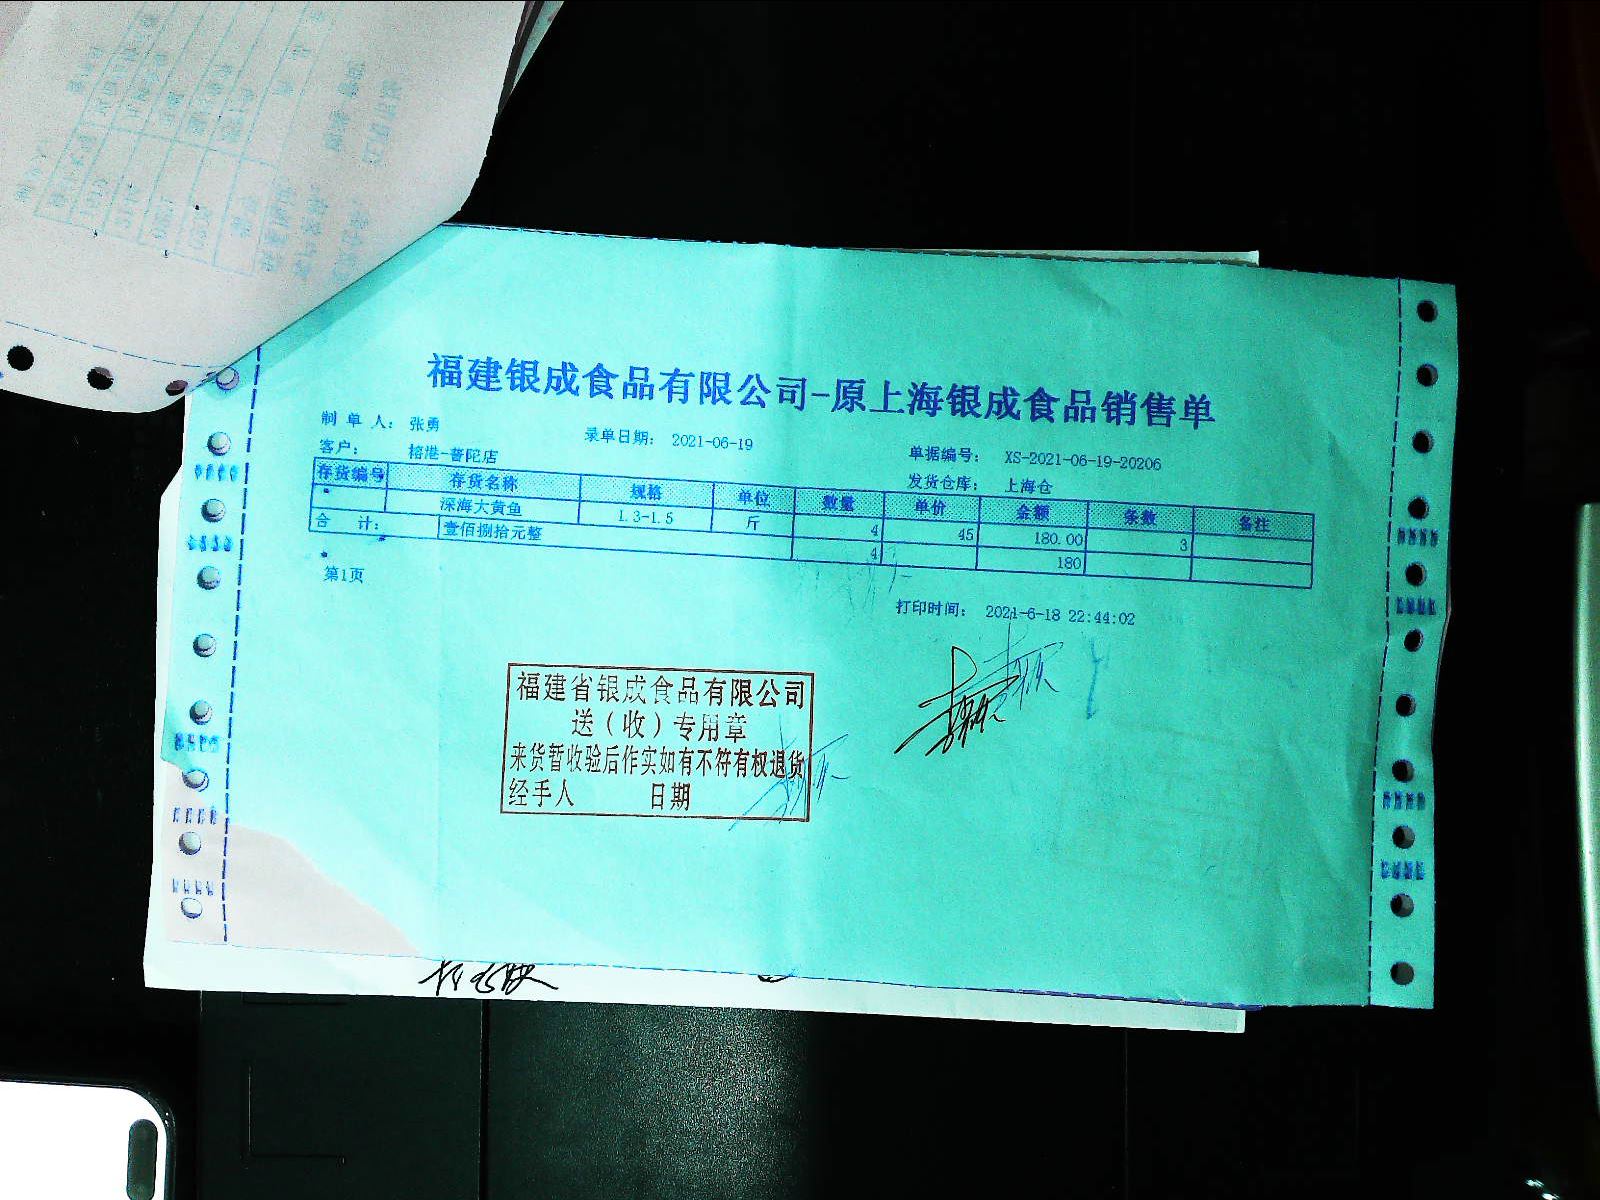 福建银成食品有限公司-原上海银成食品销售单
制 单 人： 张勇 录单日期： 2021-06-19 单据编号： XS-2021-06-19-20206
客户： 榕港-普陀店 发货仓库： 上海仓
存货编号 存货名称 规格 单位 数量 单价 金额 条数 备注
深海大黄鱼 1.3-1.5 斤 4 45 180.00 3
合 计： 壹佰捌拾元整 4 180
第1页
打印时间： 2021-6-18 22:44:02
福建省银成食品有限公司
送（收）专用章
来货暂收验后作实如有不符有权退货
经手人 日期